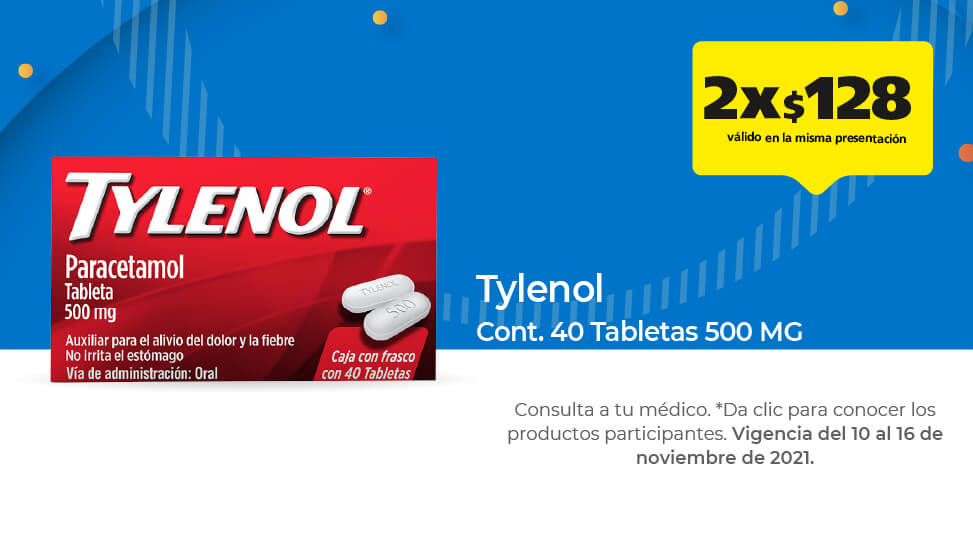 2x$128
válido en la misma presentación
TYLENOL®
Paracetamol
Tableta
500 mg
Auxiliar para el alivio del dolor y la fiebre
No irrita el estómago
Vía de administración: Oral
TYLENOL
500
Caja con frasco
con 40 Tabletas
Tylenol
Cont. 40 Tabletas 500 MG
Consulta a tu médico. *Da clic para conocer los
productos participantes. Vigencia del 10 al 16 de
noviembre de 2021.